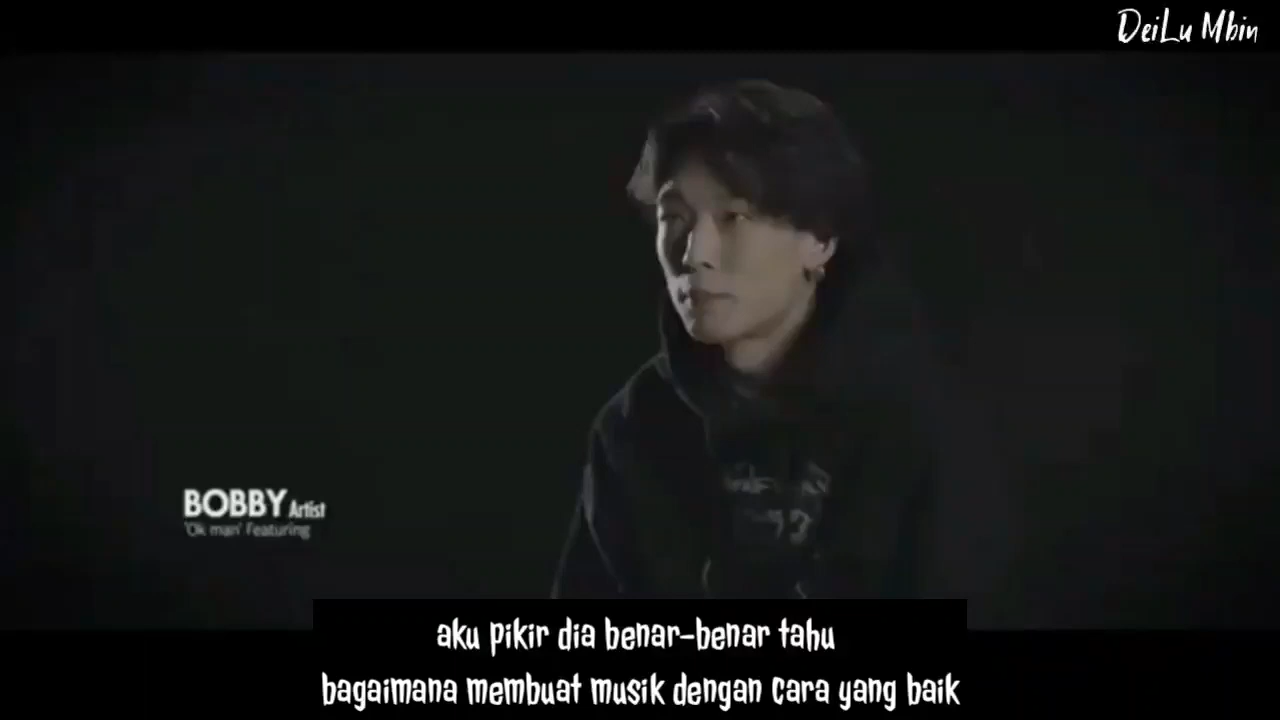 DeiLu Mbin
BOBBY Artist
'Ok man' Featuring
aku pikir dia benar-benar tahu
bagaimana membuat musik dengan cara yang baik